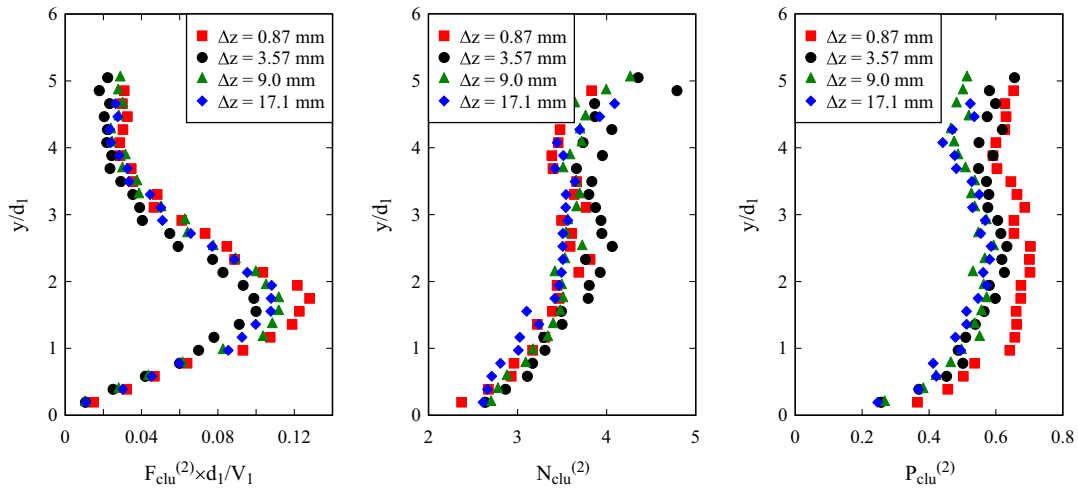 y/d₁
6
5
4
3
2
1
0
0
0.04
0.08
0.12
F_clu^(2)×d₁/V₁
Δz = 0.87 mm
Δz = 3.57 mm
Δz = 9.0 mm
Δz = 17.1 mm
y/d₁
6
5
4
3
2
1
0
2
3
4
5
N_clu^(2)
Δz = 0.87 mm
Δz = 3.57 mm
Δz = 9.0 mm
Δz = 17.1 mm
y/d₁
6
5
4
3
2
1
0
0
0.2
0.4
0.6
0.8
P_clu^(2)
Δz = 0.87 mm
Δz = 3.57 mm
Δz = 9.0 mm
Δz = 17.1 mm